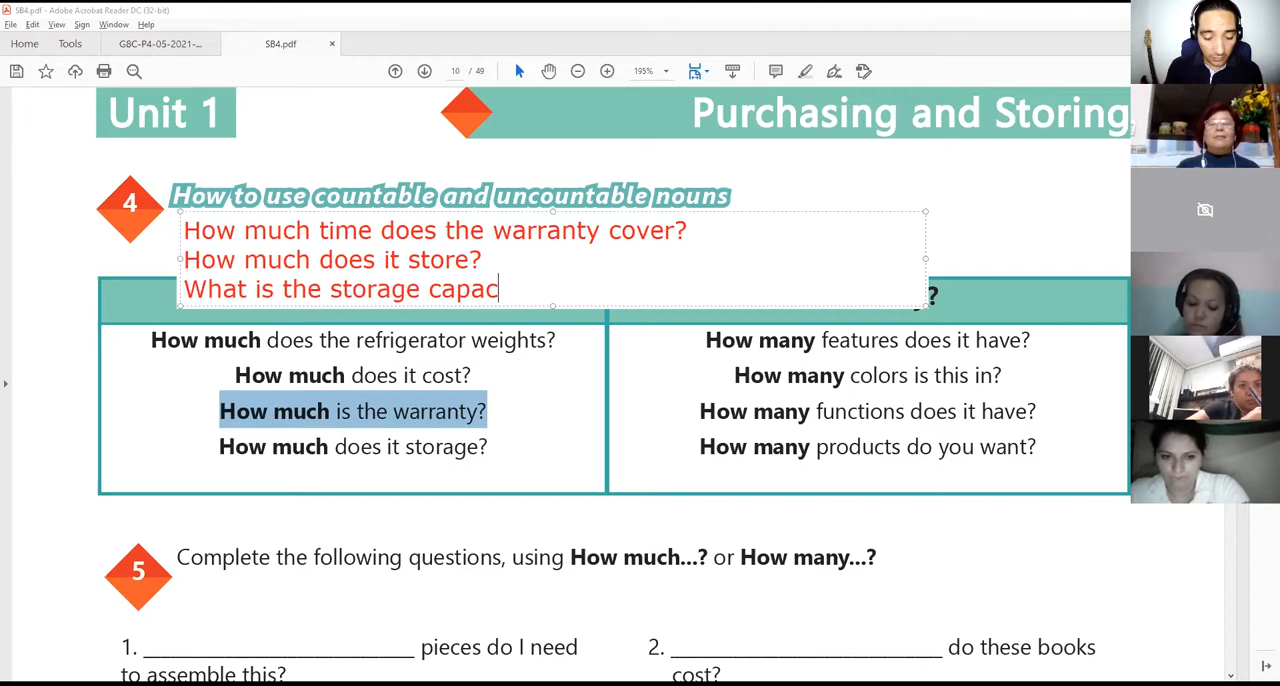 SB4.pdf - Adobe Acrobat Reader DC (32-bit)
File Edit View Sign Window Help
Home Tools G8C-P4-05-2021-... SB4.pdf ×
10 / 49 195%
Unit 1 Purchasing and Storing
4 How to use countable and uncountable nouns
How much time does the warranty cover?
How much does it store?
What is the storage capac
?
How much does the refrigerator weights? How many features does it have?
How much does it cost? How many colors is this in?
How much is the warranty? How many functions does it have?
How much does it storage? How many products do you want?
5 Complete the following questions, using How much...? or How many...?
1. ________________________ pieces do I need 2. ________________________ do these books
to assemble this? cost?